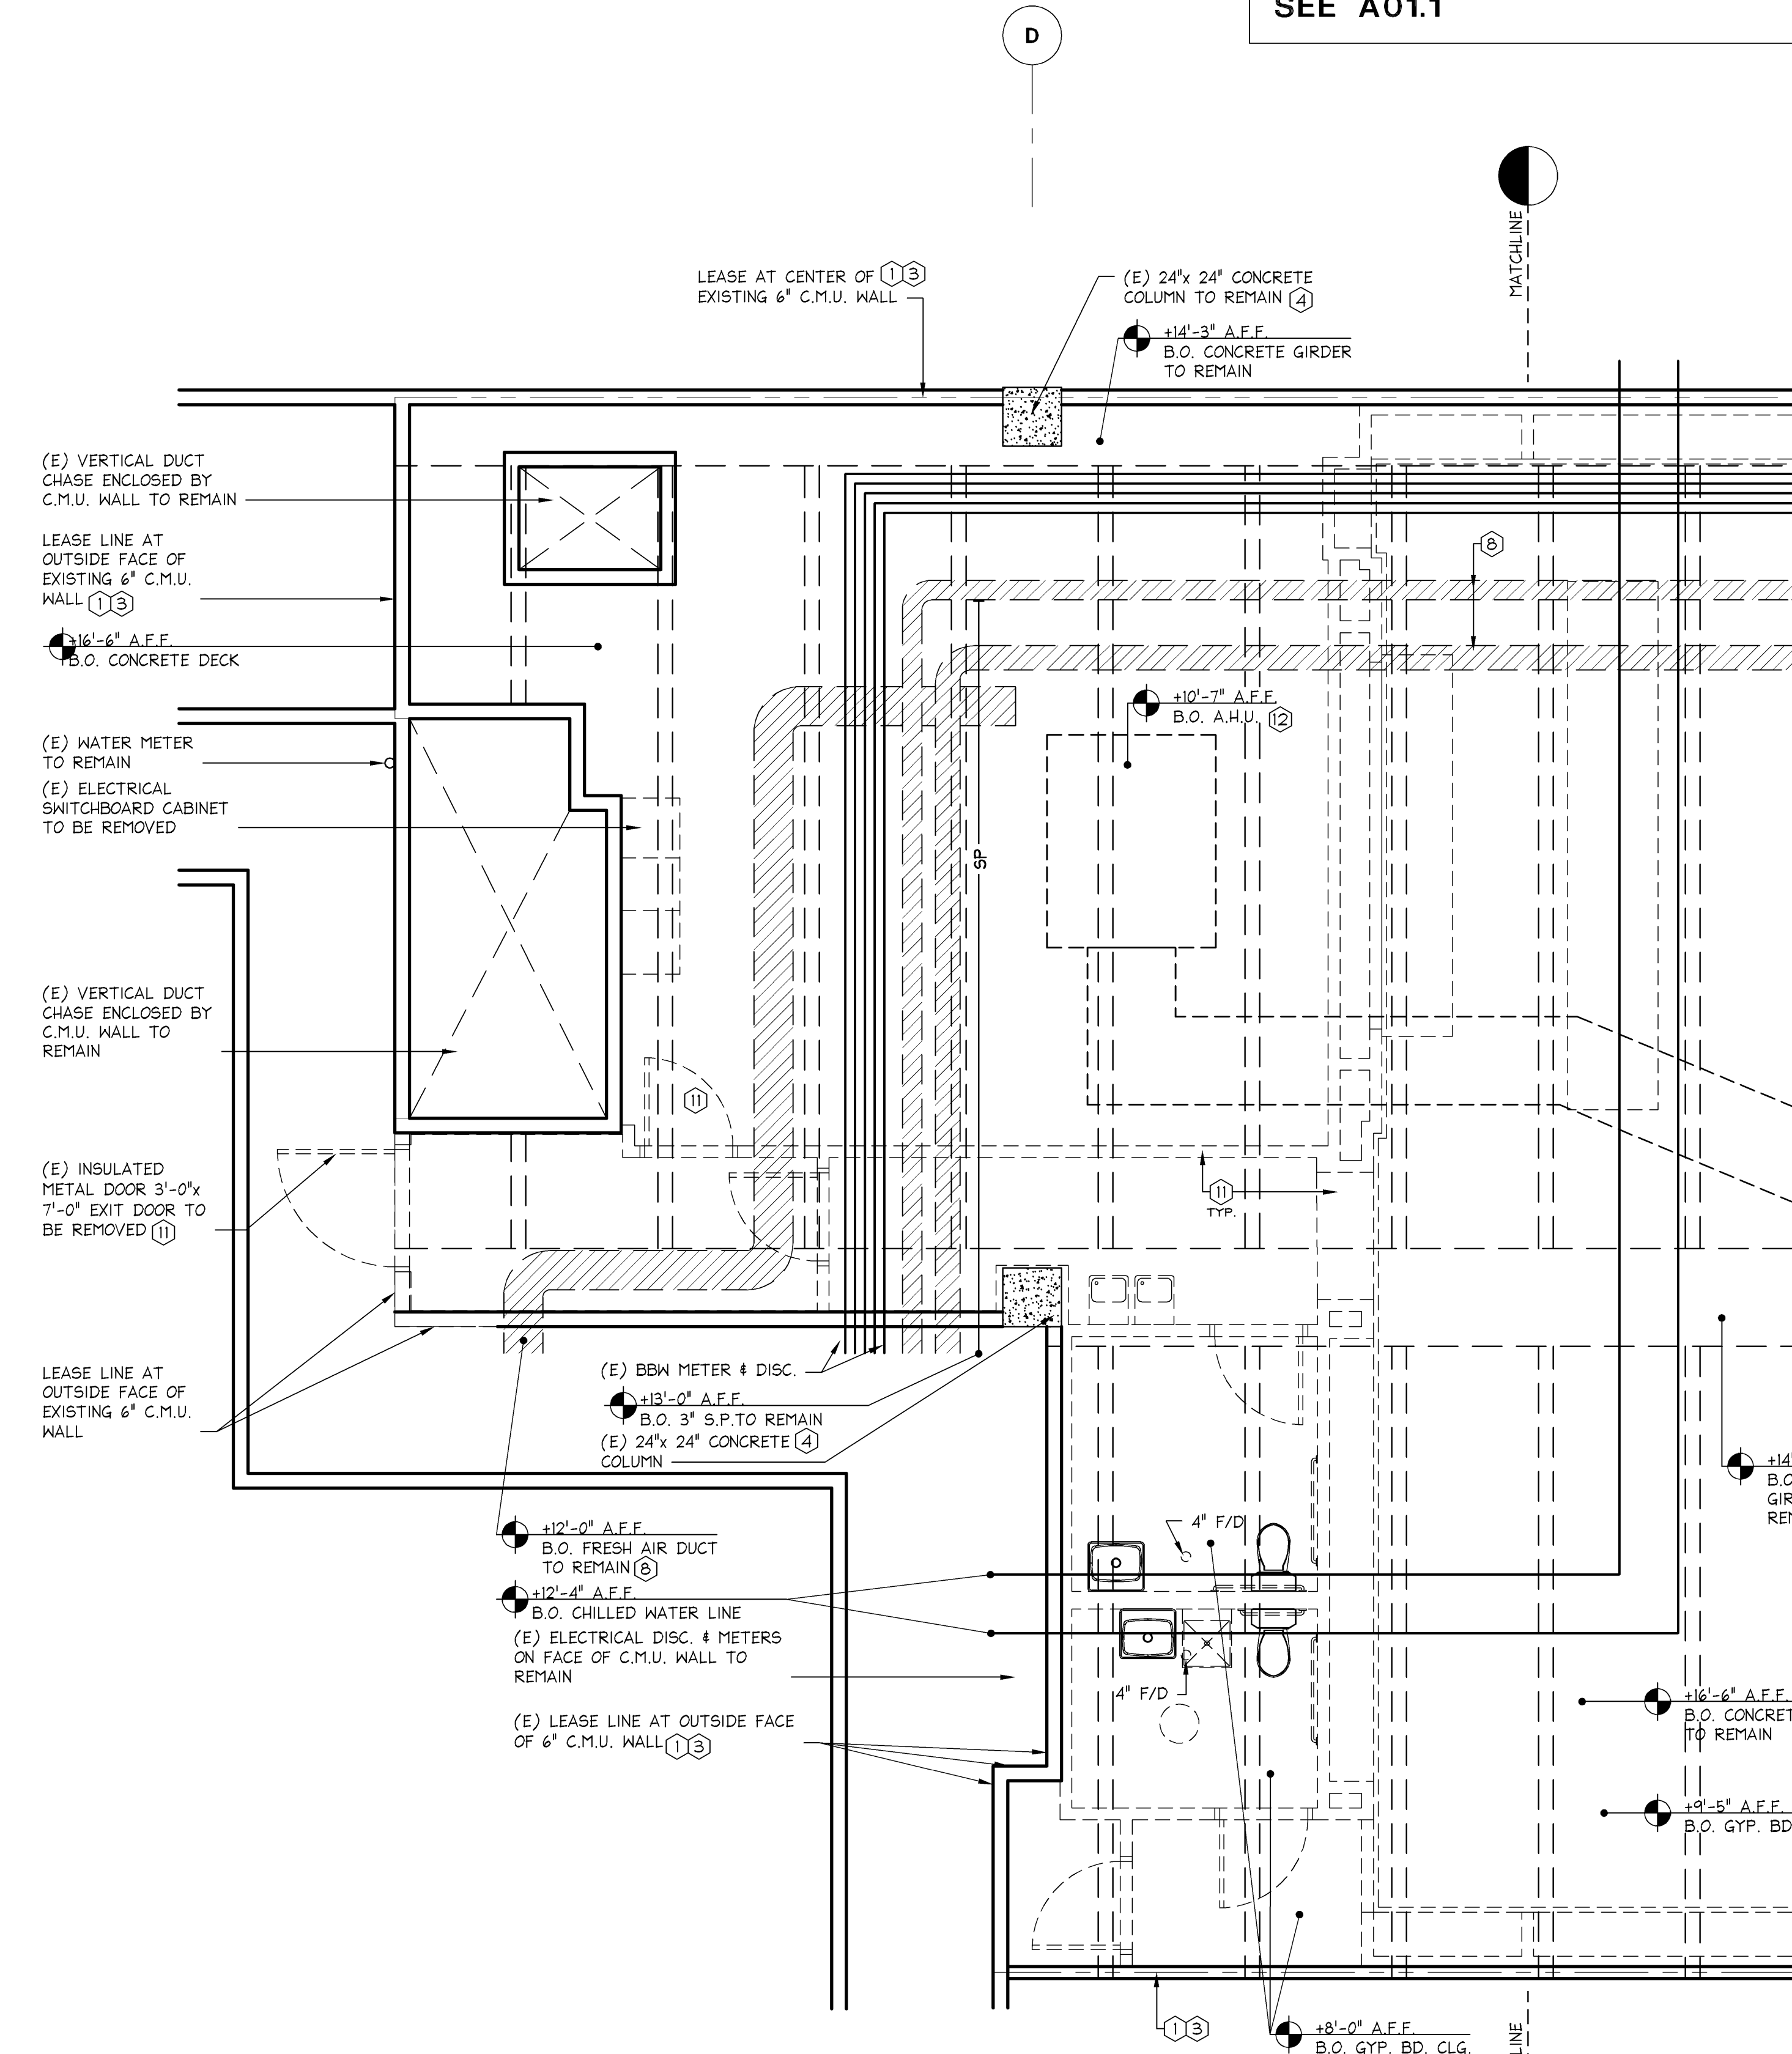 SEE A01.1
D
MATCHLINE
LEASE AT CENTER OF 1 3
EXISTING 6" C.M.U. WALL
(E) 24"x 24" CONCRETE
COLUMN TO REMAIN 4
+14'-3" A.F.F.
B.O. CONCRETE GIRDER
TO REMAIN
(E) VERTICAL DUCT
CHASE ENCLOSED BY
C.M.U. WALL TO REMAIN
LEASE LINE AT
OUTSIDE FACE OF
EXISTING 6" C.M.U.
WALL 1 3
8
+16'-6" A.F.F.
B.O. CONCRETE DECK
+10'-7" A.F.F.
B.O. A.H.U. 12
(E) WATER METER
TO REMAIN
(E) ELECTRICAL
SWITCHBOARD CABINET
TO BE REMOVED
SP
(E) VERTICAL DUCT
CHASE ENCLOSED BY
C.M.U. WALL TO
REMAIN
11
(E) INSULATED
METAL DOOR 3'-0"x
7'-0" EXIT DOOR TO
BE REMOVED 11
11
TYP.
LEASE LINE AT
OUTSIDE FACE OF
EXISTING 6" C.M.U.
WALL
(E) BBW METER & DISC.
+13'-0" A.F.F.
B.O. 3" S.P.TO REMAIN
(E) 24"x 24" CONCRETE 4
COLUMN
+14'
B.O
GIR
REM
+12'-0" A.F.F.
B.O. FRESH AIR DUCT
TO REMAIN 8
4" F/D
+12'-4" A.F.F.
B.O. CHILLED WATER LINE
(E) ELECTRICAL DISC. & METERS
ON FACE OF C.M.U. WALL TO
REMAIN
4" F/D
(E) LEASE LINE AT OUTSIDE FACE
OF 6" C.M.U. WALL 1 3
+16'-6" A.F.F.
B.O. CONCRET
TO REMAIN
+9'-5" A.F.F.
B.O. GYP. BD
1 3
+8'-0" A.F.F.
B.O. GYP. BD. CLG.
LINE